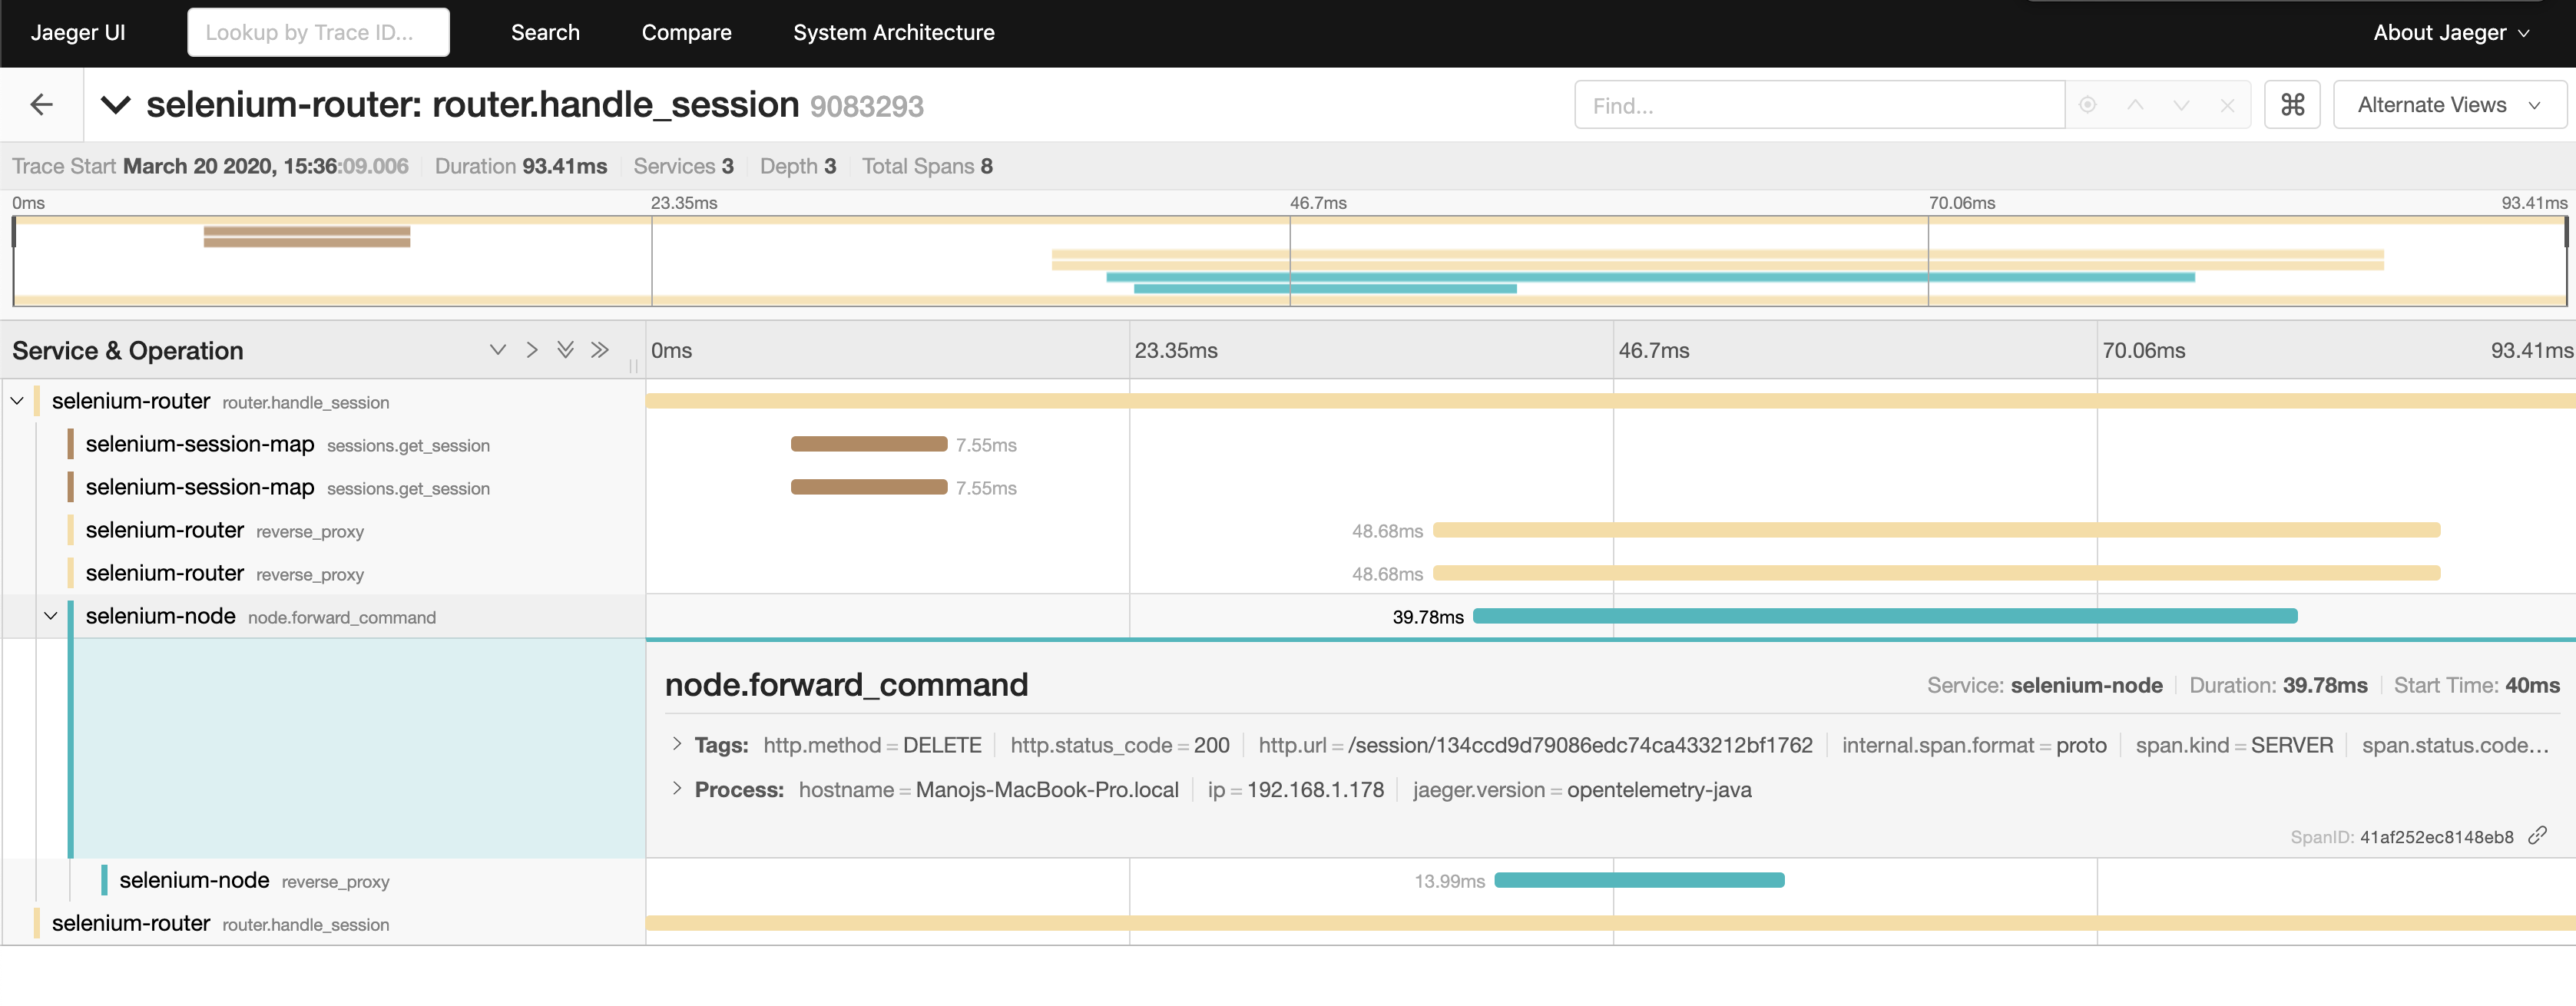 Jaeger UI Lookup by Trace ID... Search Compare System Architecture About Jaeger
selenium-router: router.handle_session 9083293 Find... Alternate Views
Trace Start March 20 2020, 15:36:09.006 Duration 93.41ms Services 3 Depth 3 Total Spans 8
0ms 23.35ms 46.7ms 70.06ms 93.41ms
Service & Operation 0ms 23.35ms 46.7ms 70.06ms 93.41ms
selenium-router router.handle_session
selenium-session-map sessions.get_session 7.55ms
selenium-session-map sessions.get_session 7.55ms
selenium-router reverse_proxy 48.68ms
selenium-router reverse_proxy 48.68ms
selenium-node node.forward_command 39.78ms
node.forward_command Service: selenium-node Duration: 39.78ms Start Time: 40ms
Tags: http.method = DELETE http.status_code = 200 http.url = /session/134ccd9d79086edc74ca433212bf1762 internal.span.format = proto span.kind = SERVER span.status.code...
Process: hostname = Manojs-MacBook-Pro.local ip = 192.168.1.178 jaeger.version = opentelemetry-java
SpanID: 41af252ec8148eb8
selenium-node reverse_proxy 13.99ms
selenium-router router.handle_session